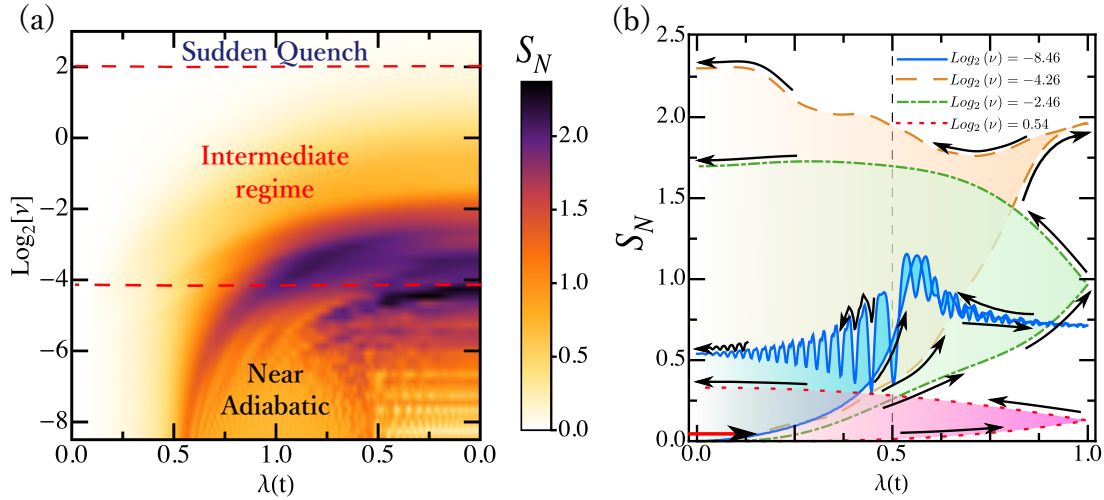 (a)
Sudden Quench
Intermediate
regime
Near
Adiabatic
Log₂[ν]
2
0
−2
−4
−6
−8
0.0
0.5
1.0
0.5
0.0
λ(t)
S_N
2.0
1.5
1.0
0.5
0.0
(b)
Log₂(ν) = −8.46
Log₂(ν) = −4.26
Log₂(ν) = −2.46
Log₂(ν) = 0.54
S_N
2.5
2.0
1.5
1.0
0.5
0.0
0.0
0.5
1.0
λ(t)